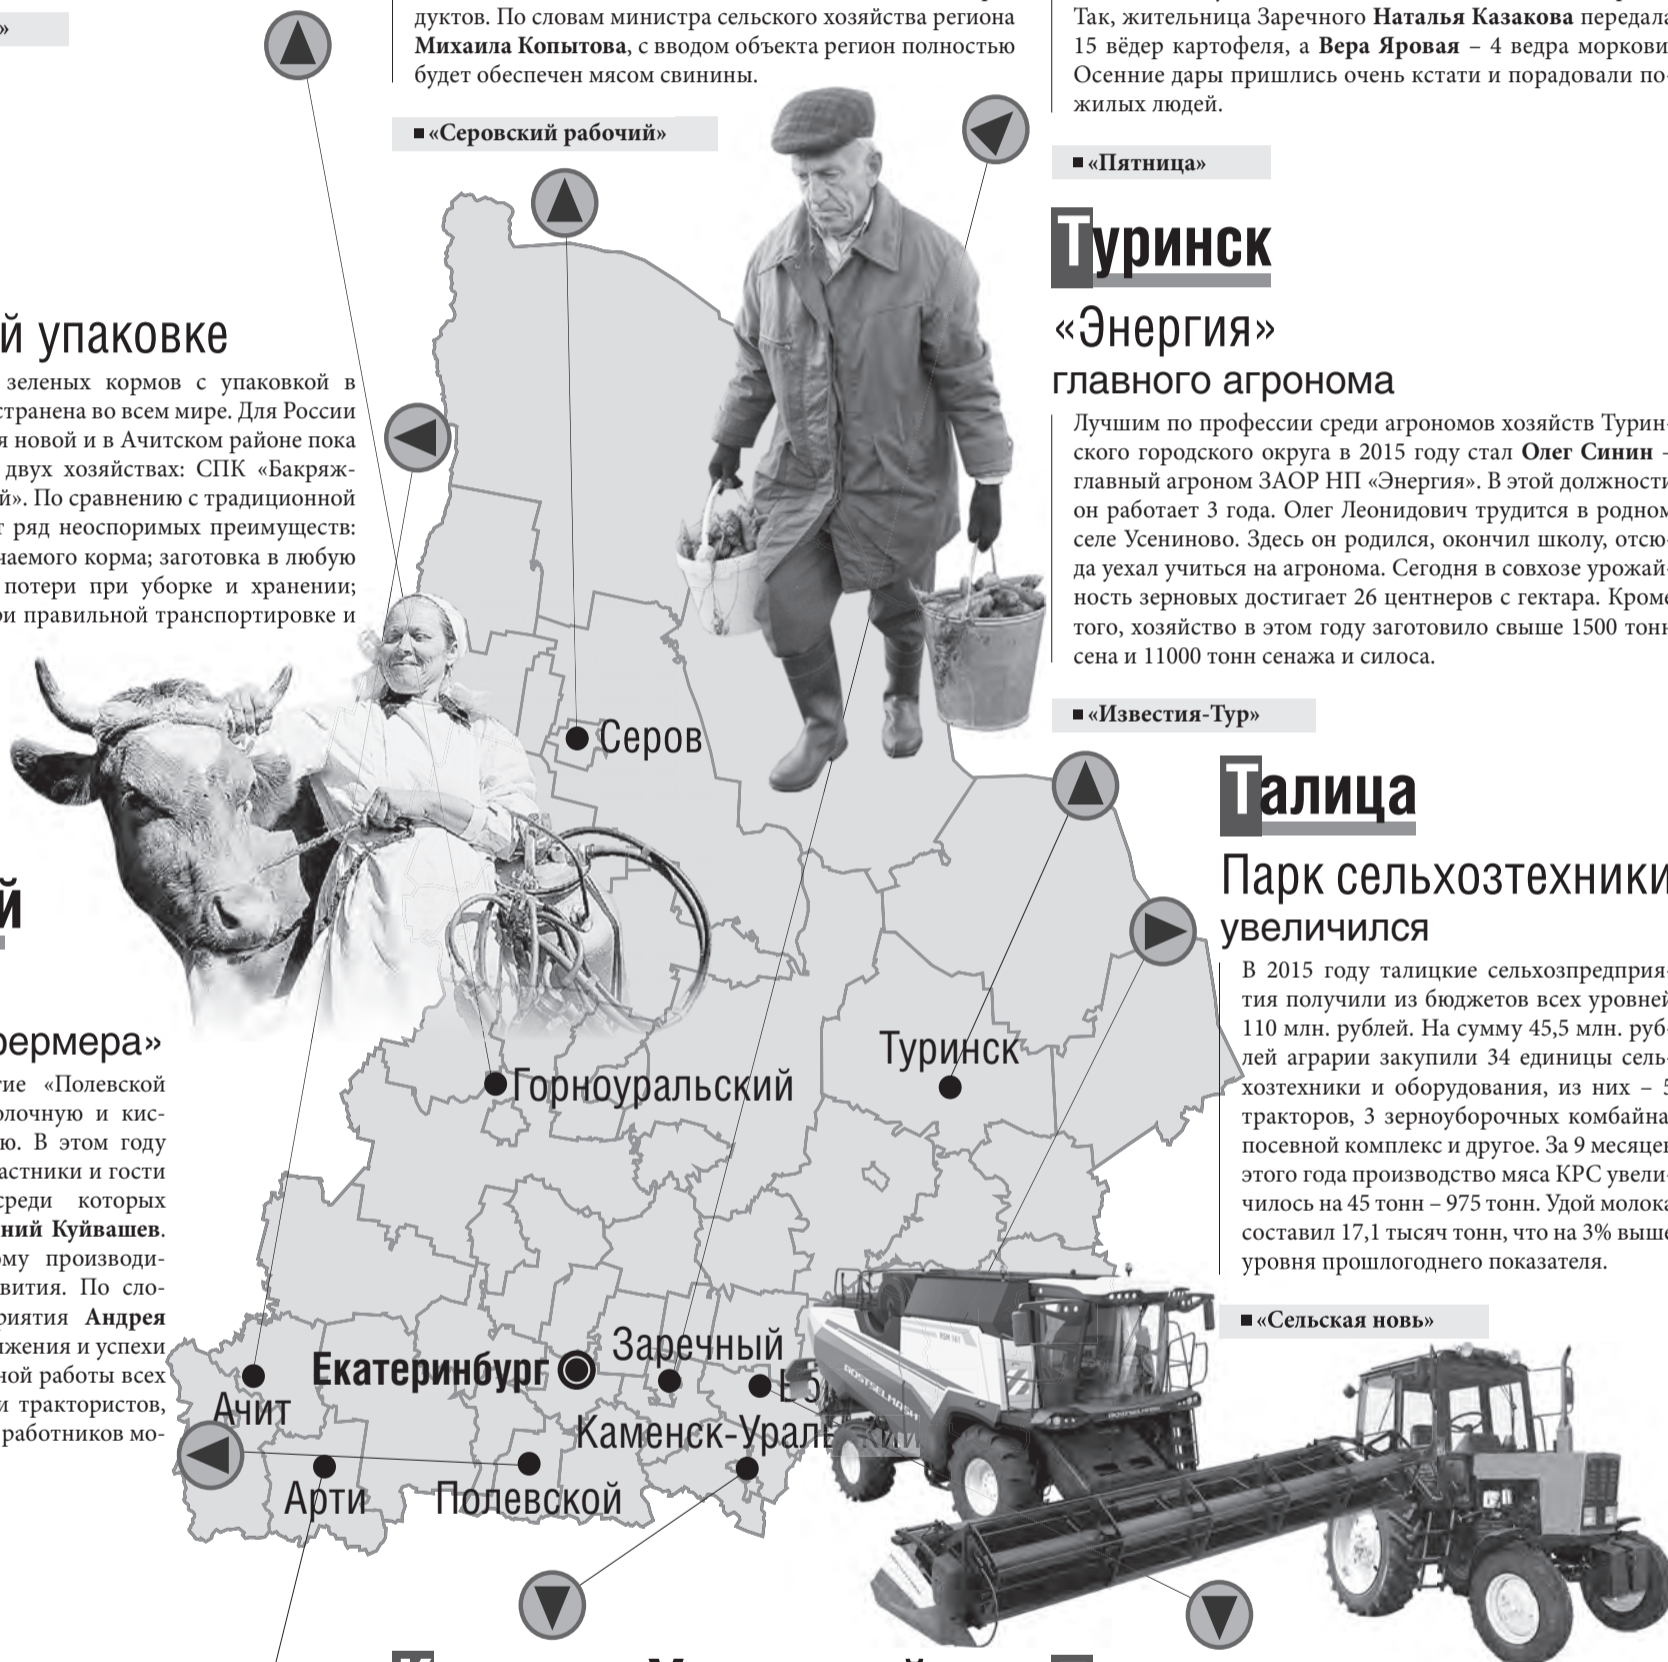 »
дуктов. По словам министра сельского хозяйства региона
Михаила Копытова, с вводом объекта регион полностью
будет обеспечен мясом свинины.
■ «Серовский рабочий»
Так, жительница Заречного Наталья Казакова передала
15 вёдер картофеля, а Вера Яровая – 4 ведра моркови
Осенние дары пришлись очень кстати и порадовали по-
жилых людей.
■ «Пятница»
й упаковке
зеленых кормов с упаковкой в
странена во всем мире. Для России
я новой и в Ачитском районе пока
двух хозяйствах: СПК «Бакряж-
й». По сравнению с традиционной
т ряд неоспоримых преимуществ:
чаемого корма; заготовка в любую
потери при уборке и хранении;
ри правильной транспортировке и
Туринск
«Энергия»
главного агронома
Лучшим по профессии среди агрономов хозяйств Турин-
ского городского округа в 2015 году стал Олег Синин –
главный агроном ЗАОР НП «Энергия». В этой должности
он работает 3 года. Олег Леонидович трудится в родном
селе Усениново. Здесь он родился, окончил школу, отсю-
да уехал учиться на агронома. Сегодня в совхозе урожай-
ность зерновых достигает 26 центнеров с гектара. Кроме
того, хозяйство в этом году заготовило свыше 1500 тонн
сена и 11000 тонн сенажа и силоса.
■ «Известия-Тур»
Талица
Парк сельхозтехники
увеличился
В 2015 году талицкие сельхозпредприя-
тия получили из бюджетов всех уровней
110 млн. рублей. На сумму 45,5 млн. руб-
лей аграрии закупили 34 единицы сель-
хозтехники и оборудования, из них – 5
тракторов, 3 зерноуборочных комбайна,
посевной комплекс и другое. За 9 месяцев
этого года производство мяса КРС увели-
чилось на 45 тонн – 975 тонн. Удой молока
составил 17,1 тысяч тонн, что на 3% выше
уровня прошлогоднего показателя.
■ «Сельская новь»
й
фермера»
тие «Полевской
олочную и кис-
ю. В этом году
астники и гости
среди которых
ний Куйвашев.
ому производи-
вития. По сло-
риятия Андрея
ижения и успехи
ной работы всех
и трактористов,
работников мо-
Серов
Туринск
Горноуральский
Заречный
Екатеринбург
Ачит
Каменск-Уральский
Арти
Полевской
ROSTSELMASH
ROSTSELMASH